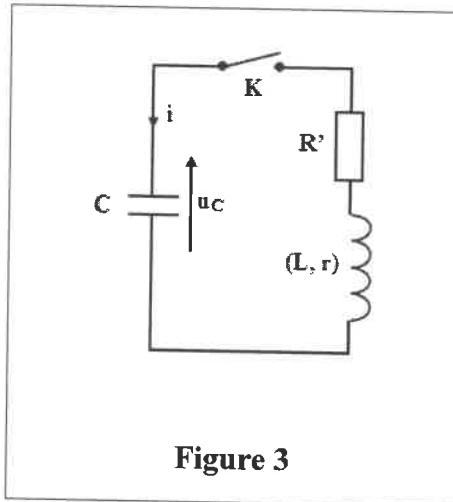 K
i
R’
C
uC
(L, r)
Figure 3